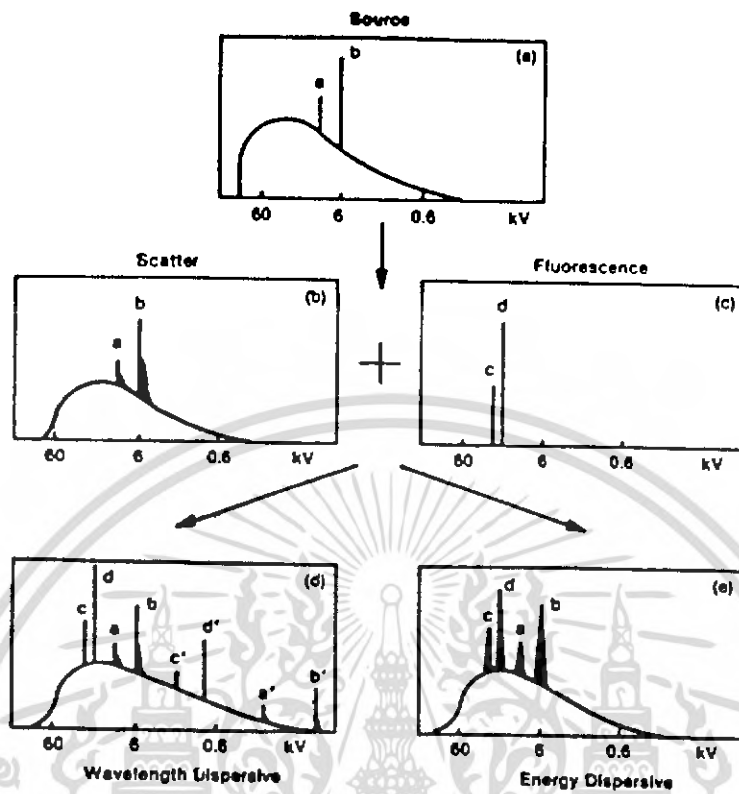 Source
(a)
b
a
60 6 0.6 kV
Scatter
Fluorescence
(b)
b
a
60 6 0.6 kV
(c)
d
c
60 6 0.6 kV
(d)
d
c
a
b
c'
d'
a'
b'
60 6 0.6 kV
Wavelength Dispersive
(e)
d
c
a
b
60 6 0.6 kV
Energy Dispersive